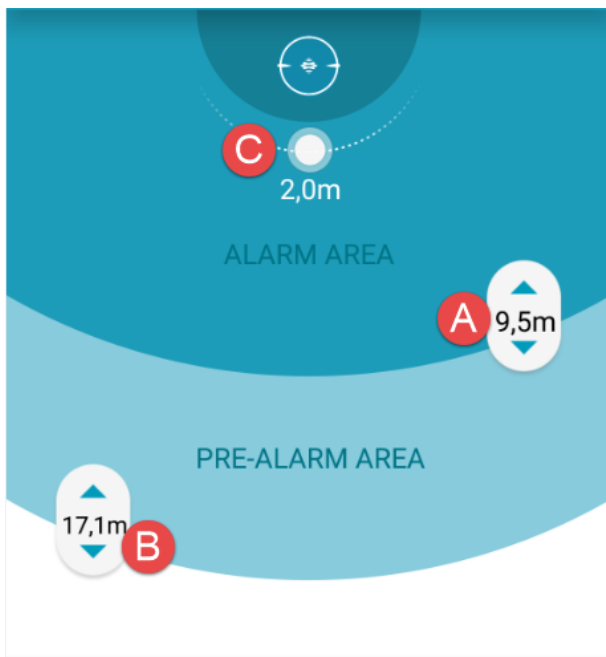 C
2,0m
ALARM AREA
A
9,5m
PRE-ALARM AREA
17,1m
B